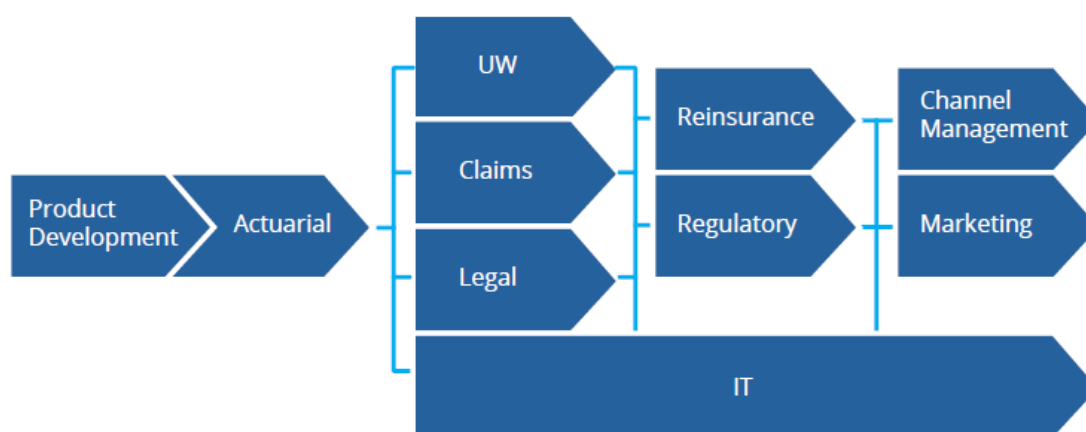 Product
Development
Actuarial
UW
Claims
Legal
IT
Reinsurance
Regulatory
Channel
Management
Marketing